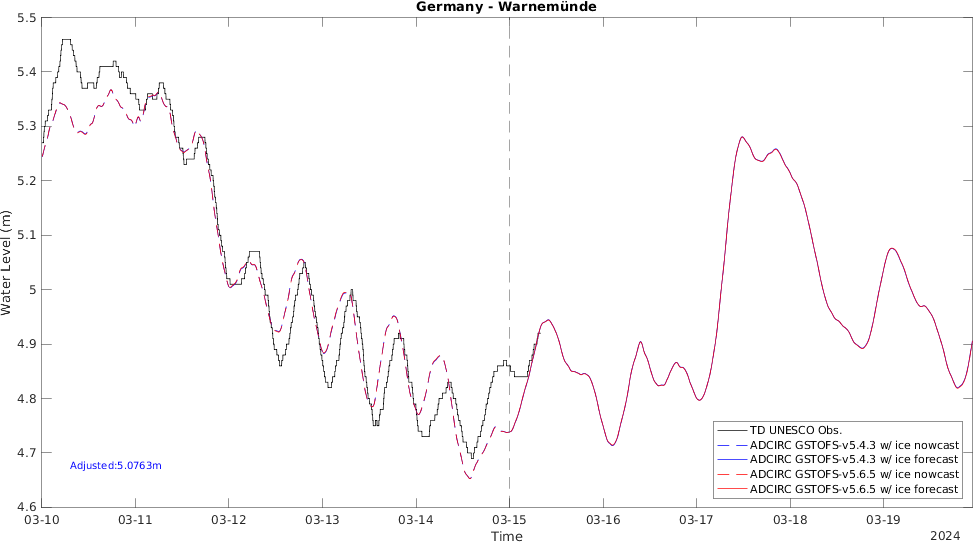 Germany - Warnemünde
Water Level (m)
5.5
5.4
5.3
5.2
5.1
5
4.9
4.8
4.7
4.6
Adjusted:5.0763m
TD UNESCO Obs.
ADCIRC GSTOFS-v5.4.3 w/ ice nowcast
ADCIRC GSTOFS-v5.4.3 w/ ice forecast
ADCIRC GSTOFS-v5.6.5 w/ ice nowcast
ADCIRC GSTOFS-v5.6.5 w/ ice forecast
03-10 03-11 03-12 03-13 03-14 03-15 03-16 03-17 03-18 03-19
Time
2024